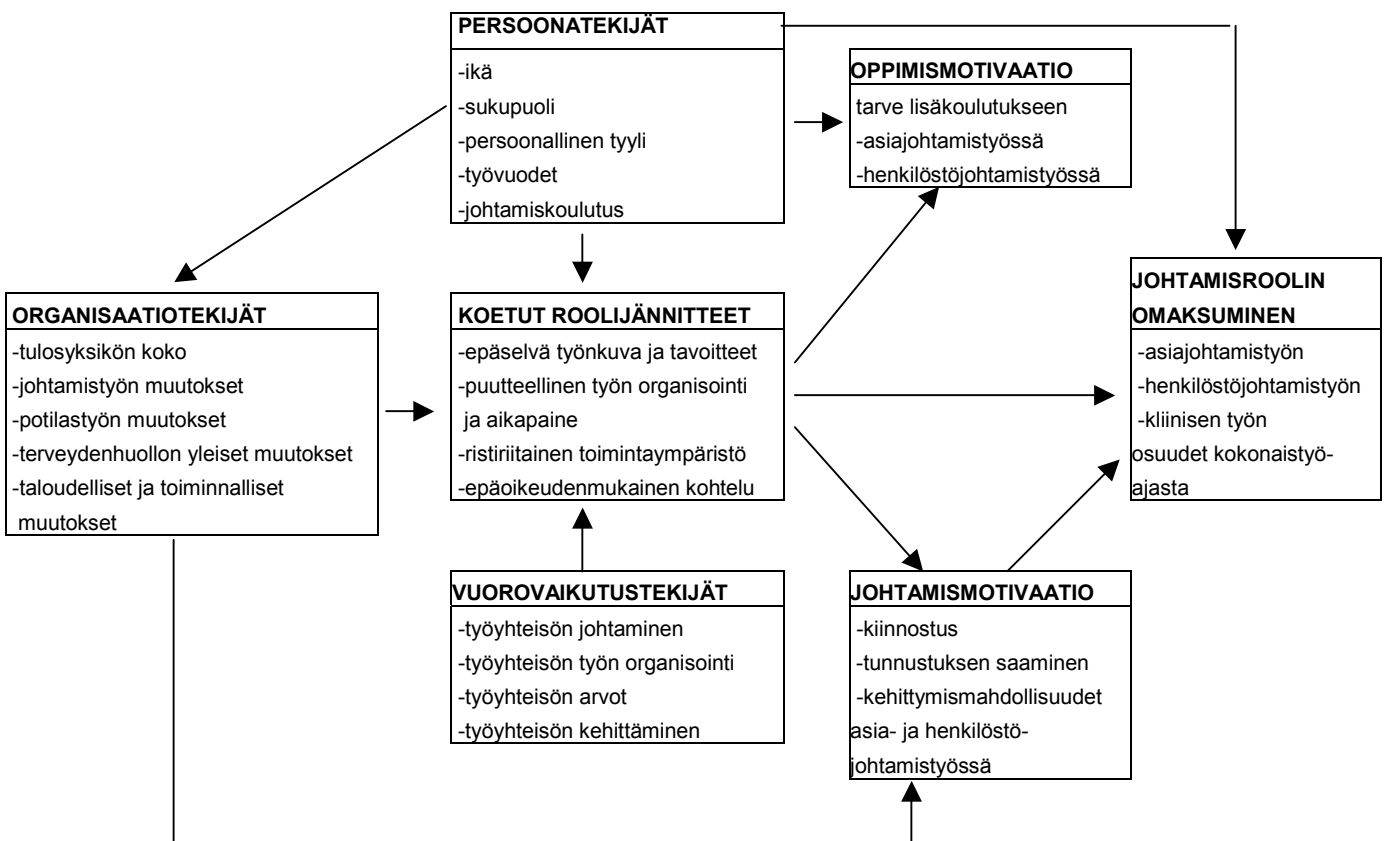 PERSOONATEKIJÄT
-ikä
-sukupuoli
-persoonallinen tyyli
-työvuodet
-johtamiskoulutus
OPPIMISMOTIVAATIO
tarve lisäkoulutukseen
-asiajohtamistyössä
-henkilöstöjohtamistyössä
ORGANISAATIOTEKIJÄT
-tulosyksikön koko
-johtamistyön muutokset
-potilastyön muutokset
-terveydenhuollon yleiset muutokset
-taloudelliset ja toiminnalliset
muutokset
KOETUT ROOLIJÄNNITTEET
-epäselvä työnkuva ja tavoitteet
-puutteellinen työn organisointi
ja aikapaine
-ristiriitainen toimintaympäristö
-epäoikeudenmukainen kohtelu
JOHTAMISROOLIN
OMAKSUMINEN
-asiajohtamistyön
-henkilöstöjohtamistyön
-kliinisen työn
osuudet kokonaistyö-
ajasta
VUOROVAIKUTUSTEKIJÄT
-työyhteisön johtaminen
-työyhteisön työn organisointi
-työyhteisön arvot
-työyhteisön kehittäminen
JOHTAMISMOTIVAATIO
-kiinnostus
-tunnustuksen saaminen
-kehittymismahdollisuudet
asia- ja henkilöstö-
johtamistyössä